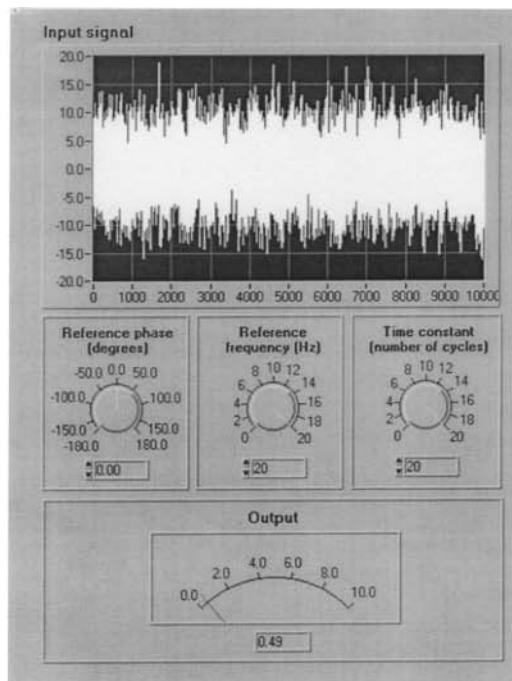 Input signal
20.0
15.0
10.0
5.0
0.0
-5.0
-10.0
-15.0
-20.0
0 1000 2000 3000 4000 5000 6000 7000 8000 9000 10000
Reference phase
(degrees)
-50.0 0.0 50.0
-100.0 100.0
-150.0 150.0
-180.0 180.0
0.00
Reference
frequency (Hz)
8 10 12
6 14
4 16
2 18
0 20
20
Time constant
(number of cycles)
8 10 12
6 14
4 16
2 18
0 20
20
Output
4.0 6.0
2.0 8.0
0.0 10.0
0.49